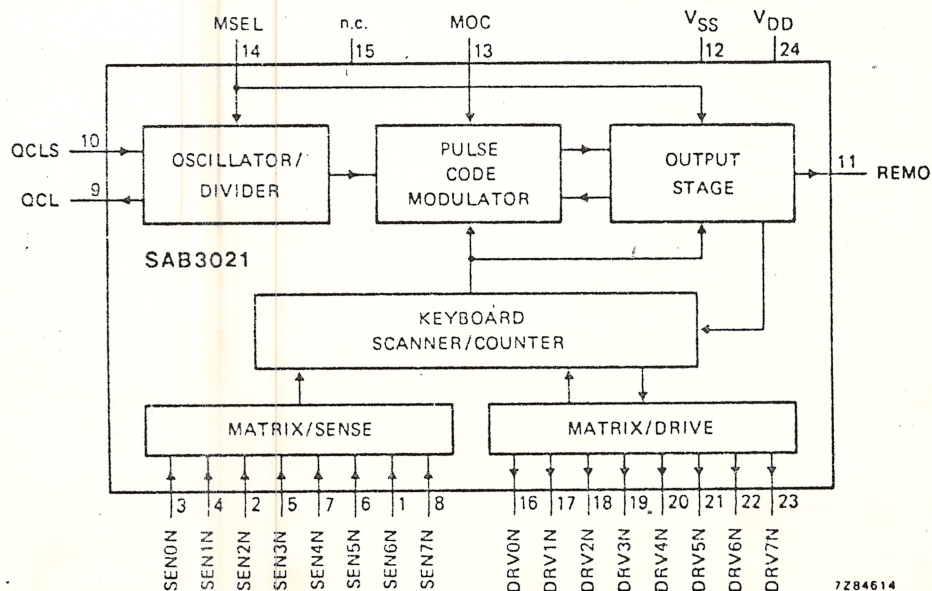 MSEL n.c. MOC VSS VDD
14 15 13 12 24
QCLS 10
QCL 9
OSCILLATOR/
DIVIDER
PULSE
CODE
MODULATOR
OUTPUT
STAGE
11 REMO
SAB3021
KEYBOARD
SCANNER/COUNTER
MATRIX/SENSE
MATRIX/DRIVE
3 4 2 5 7 6 1 8
16 17 18 19 20 21 22 23
SEN0N
SEN1N
SEN2N
SEN3N
SEN4N
SEN5N
SEN6N
SEN7N
DRV0N
DRV1N
DRV2N
DRV3N
DRV4N
DRV5N
DRV6N
DRV7N
7Z84614